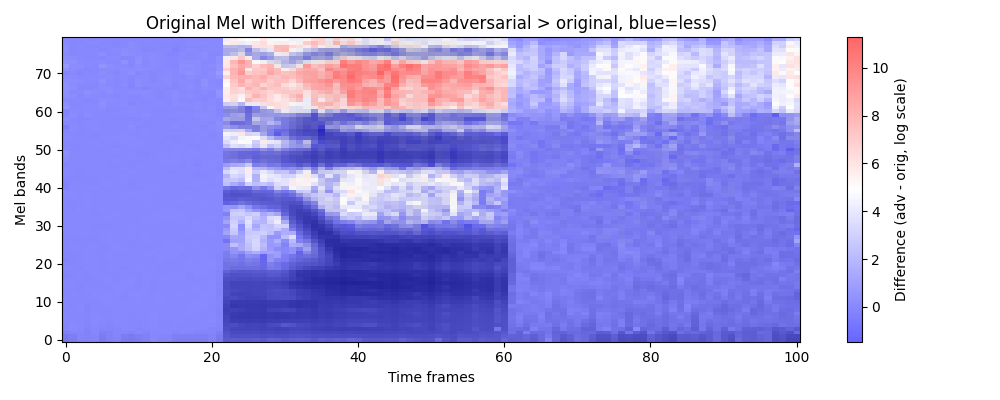 Original Mel with Differences (red=adversarial > original, blue=less)
Mel bands
70
60
50
40
30
20
10
0
0 20 40 60 80 100
Time frames
10
8
6
4
2
0
Difference (adv - orig, log scale)